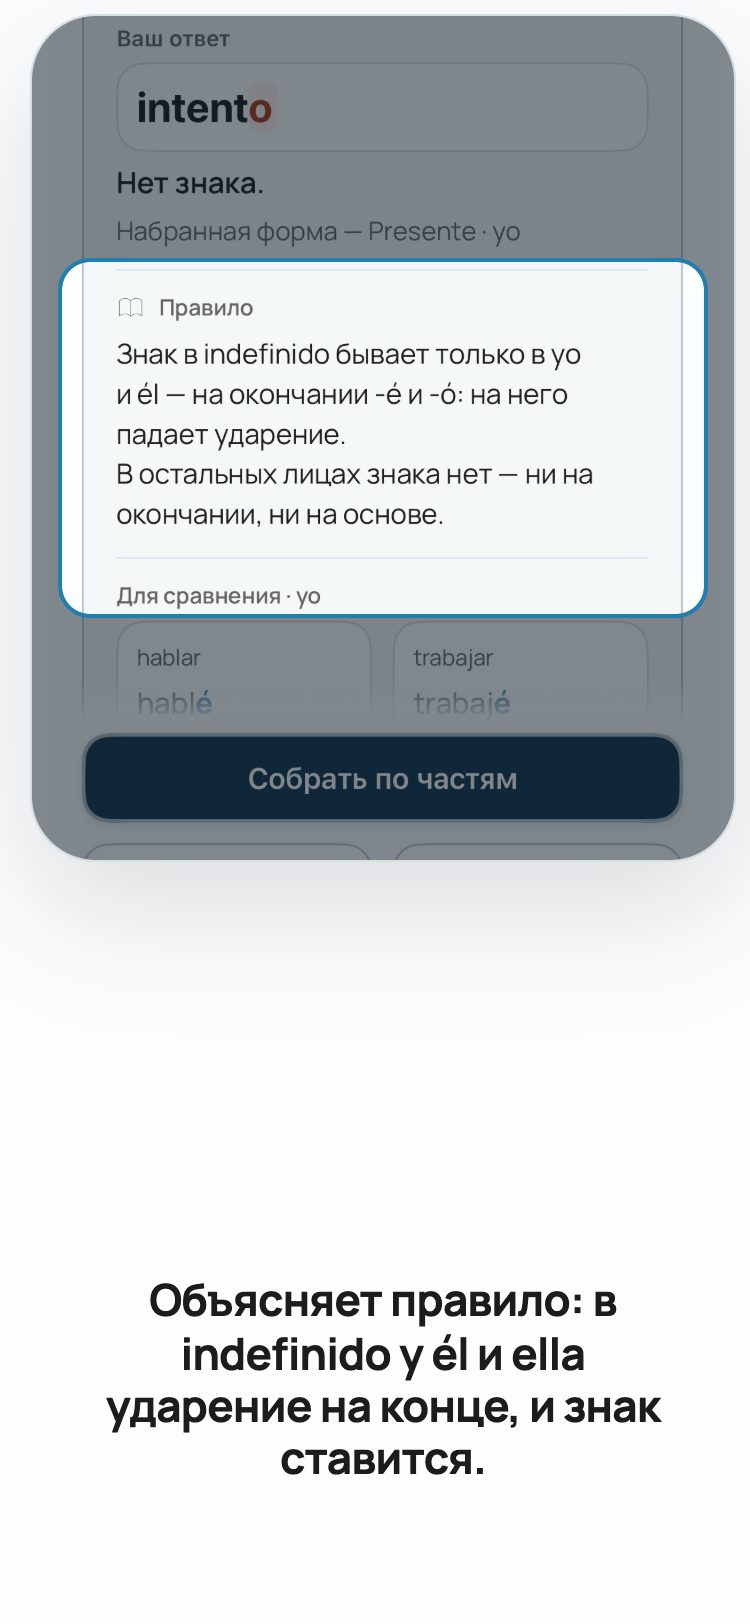 Ваш ответ
intento
Нет знака.
Набранная форма — Presente · yo
Правило
Знак в indefinido бывает только в yo
и él — на окончании -é и -ó: на него
падает ударение.
В остальных лицах знака нет — ни на
окончании, ни на основе.
Для сравнения · yo
hablar
trabajar
hablé
trabajé
Собрать по частям
Объясняет правило: в
indefinido у él и ella
ударение на конце, и знак
ставится.